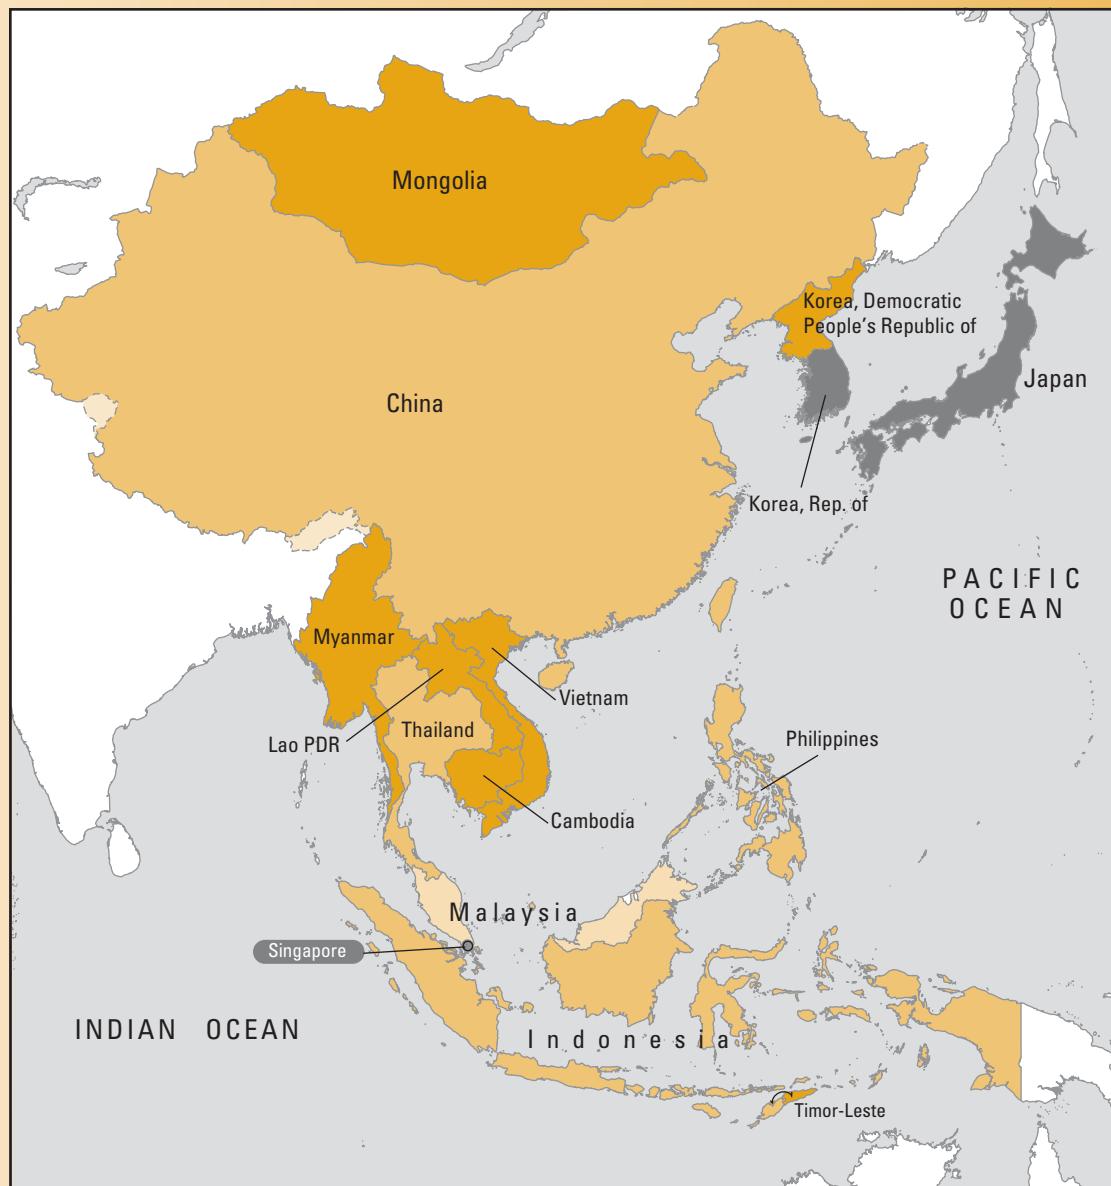 Mongolia
Korea, Democratic
People's Republic of
Japan
China
Korea, Rep. of
PACIFIC
OCEAN
Myanmar
Vietnam
Thailand
Lao PDR
Philippines
Cambodia
Malaysia
Singapore
INDIAN OCEAN
Indonesia
Timor-Leste